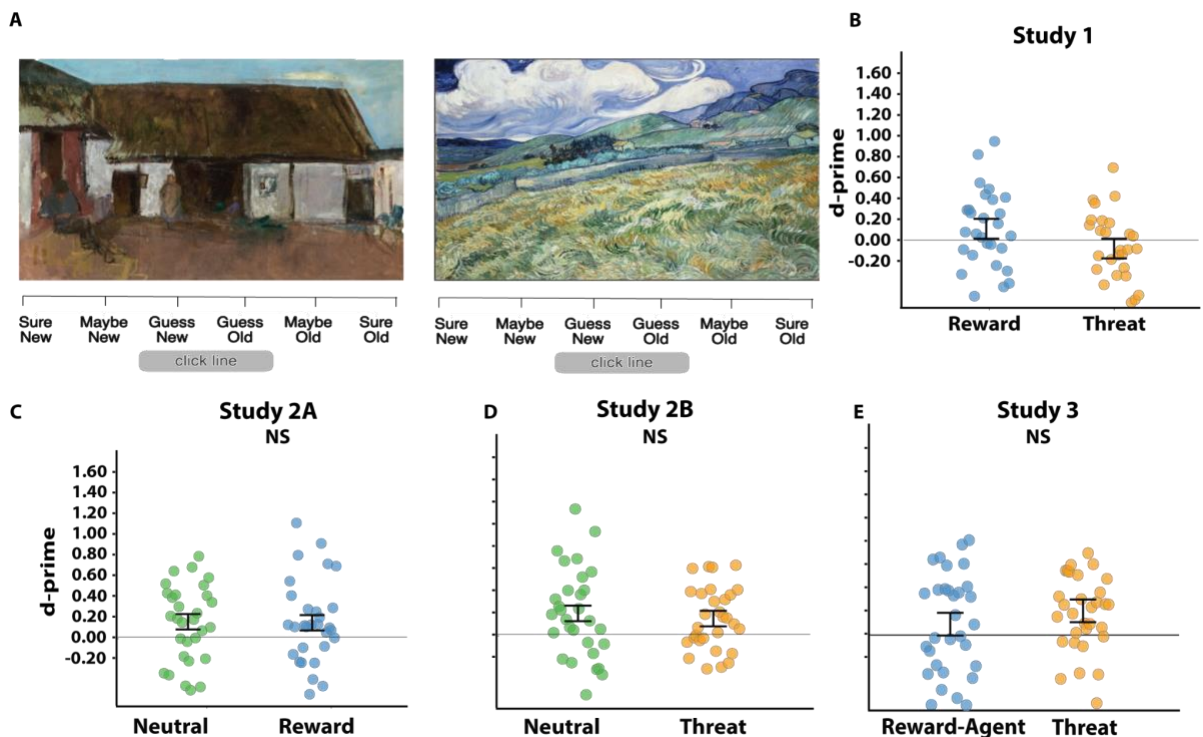 A
Sure New
Maybe New
Guess New
Guess Old
Maybe Old
Sure Old
click line
Sure New
Maybe New
Guess New
Guess Old
Maybe Old
Sure Old
click line
B
Study 1
d-prime
1.60
1.40
1.20
1.00
0.80
0.60
0.40
0.20
0.00
-0.20
Reward
Threat
C
Study 2A
NS
d-prime
1.60
1.40
1.20
1.00
0.80
0.60
0.40
0.20
0.00
-0.20
Neutral
Reward
D
Study 2B
NS
Neutral
Threat
E
Study 3
NS
Reward-Agent
Threat